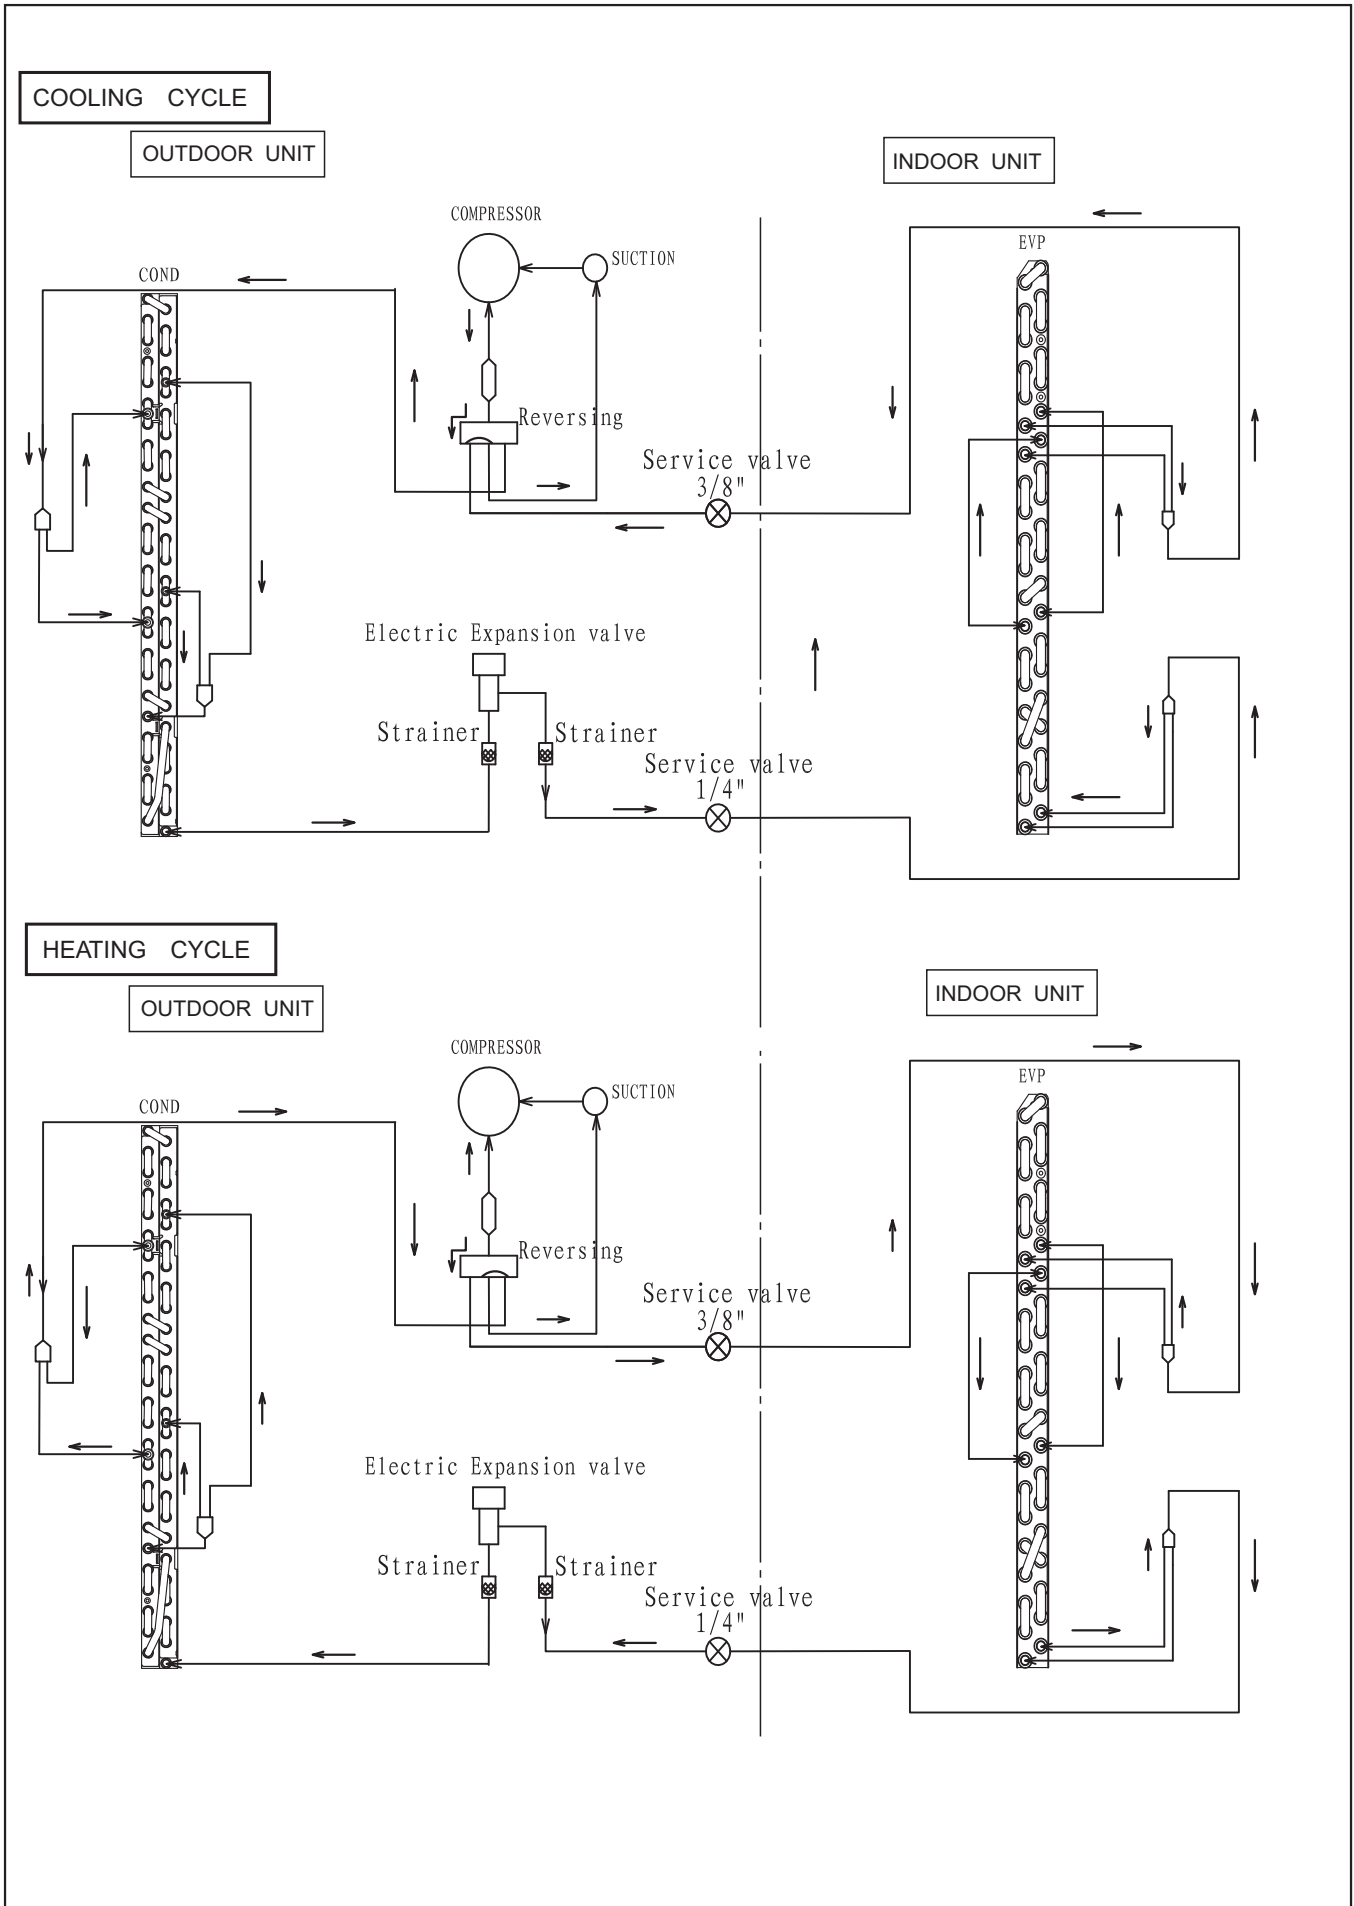 COOLING CYCLE
OUTDOOR UNIT
INDOOR UNIT
COMPRESSOR
SUCTION
EVP
COND
Reversing
Service valve
3/8"
Electric Expansion valve
Strainer
Strainer
Service valve
1/4"
HEATING CYCLE
OUTDOOR UNIT
INDOOR UNIT
COMPRESSOR
SUCTION
EVP
COND
Reversing
Service valve
3/8"
Electric Expansion valve
Strainer
Strainer
Service valve
1/4"